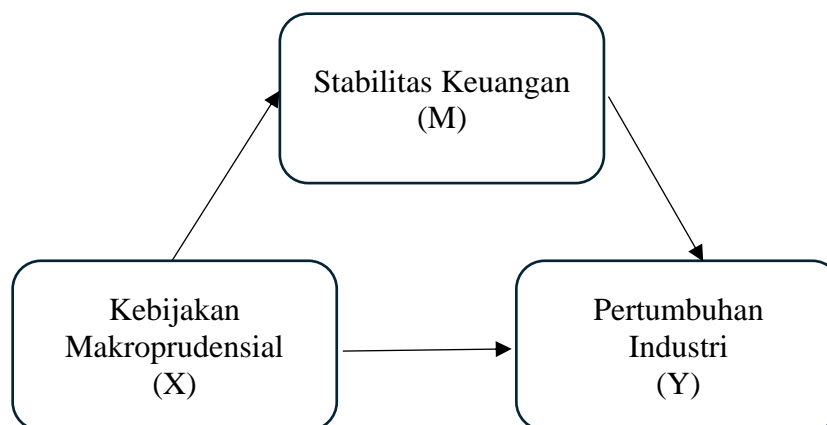 Stabilitas Keuangan
(M)
Kebijakan
Makroprudensial
(X)
Pertumbuhan
Industri
(Y)